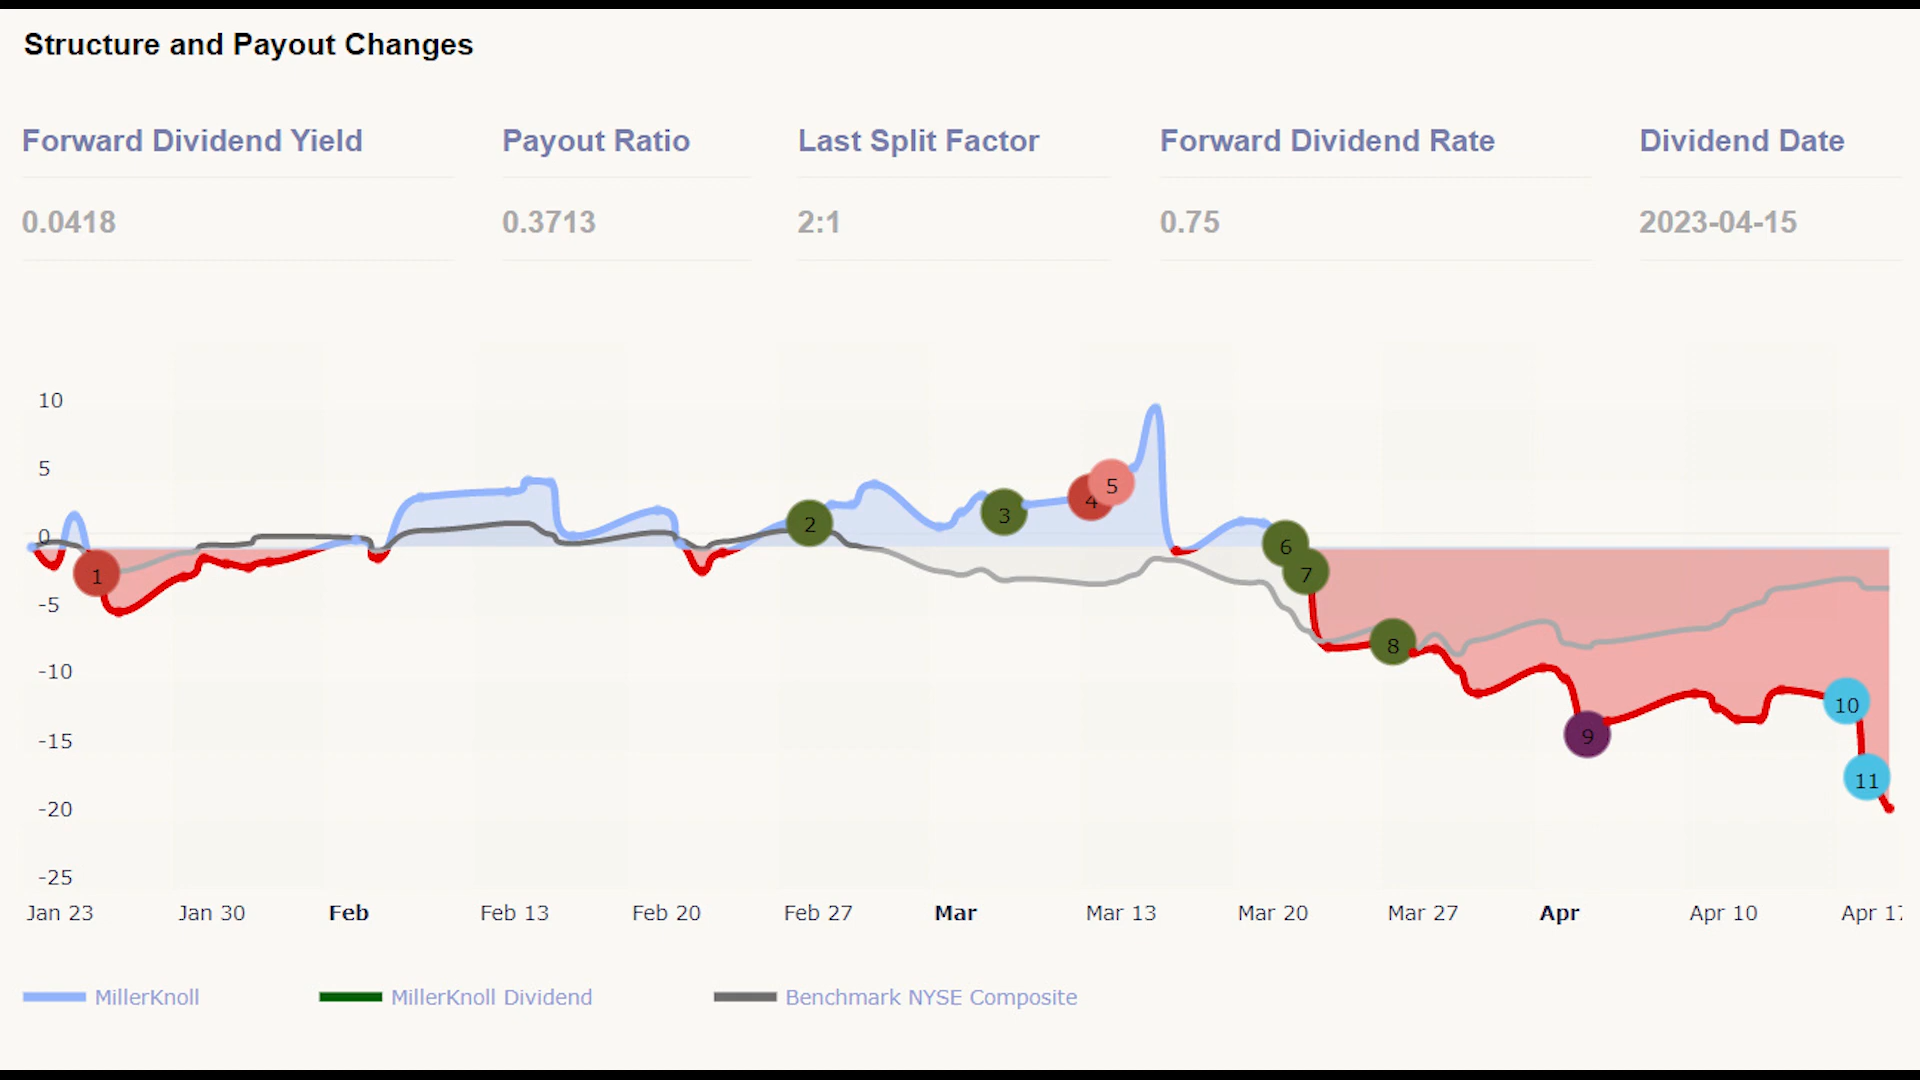 Structure and Payout Changes
Forward Dividend Yield Payout Ratio Last Split Factor Forward Dividend Rate Dividend Date
0.0418 0.3713 2:1 0.75 2023-04-15
10
5
0
-5
-10
-15
-20
-25
1 2 3 4 5 6 7 8 9 10 11
Jan 23 Jan 30 Feb Feb 13 Feb 20 Feb 27 Mar Mar 13 Mar 20 Mar 27 Apr Apr 10 Apr 17
MillerKnoll MillerKnoll Dividend Benchmark NYSE Composite